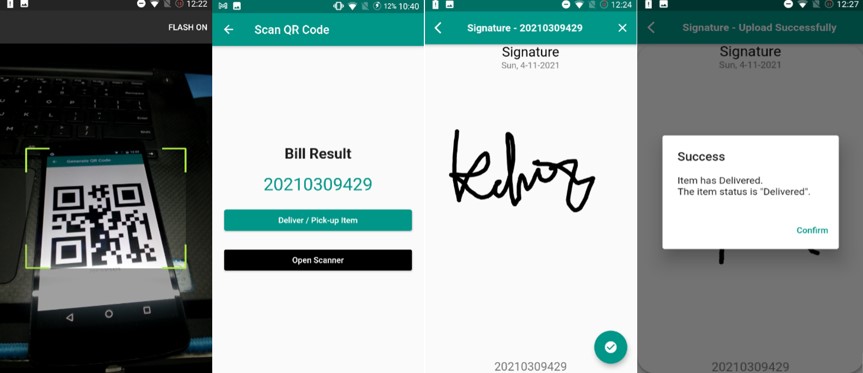 12:22
FLASH ON
Generate QR Code
12% 10:40
Scan QR Code
Bill Result
20210309429
Deliver / Pick-up Item
Open Scanner
12:24
Signature - 20210309429
Signature
Sun, 4-11-2021
20210309429
12:27
Signature - Upload Successfully
Signature
Sun, 4-11-2021
Success
Item has Delivered.
The item status is "Delivered".
Confirm
20210309429